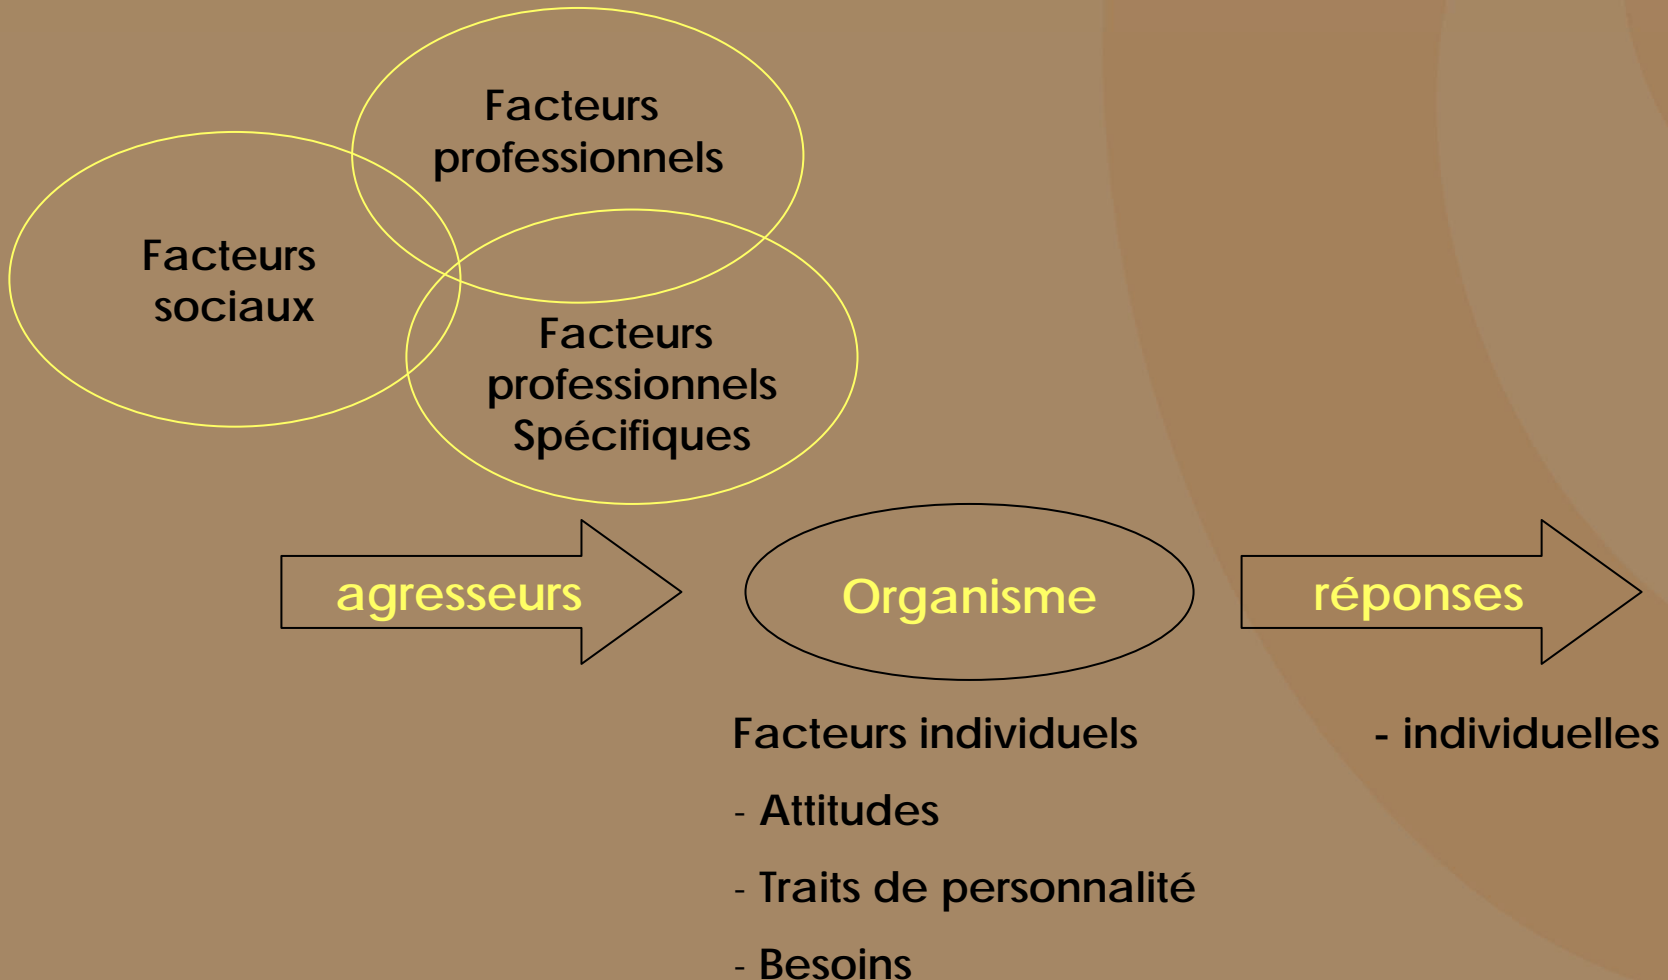 Facteurs
professionnels
Facteurs
sociaux
Facteurs
professionnels
Spécifiques
agresseurs
Organisme
réponses
Facteurs individuels
- individuelles
- Attitudes
- Traits de personnalité
- Besoins